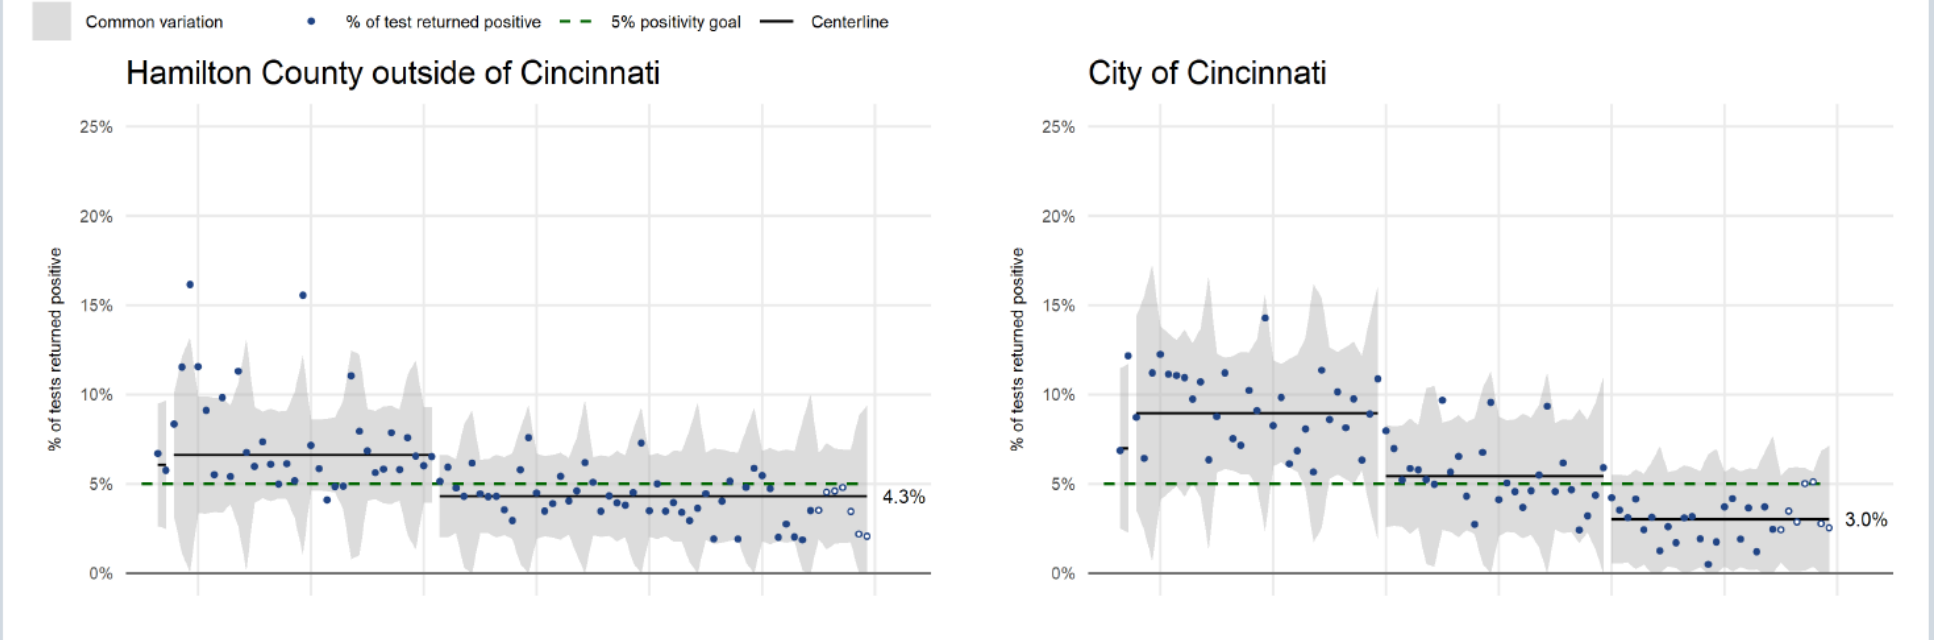 Common variation
% of test returned positive
5% positivity goal
Centerline
Hamilton County outside of Cincinnati
% of tests returned positive
25%
20%
15%
10%
5%
0%
4.3%
City of Cincinnati
% of tests returned positive
25%
20%
15%
10%
5%
0%
3.0%